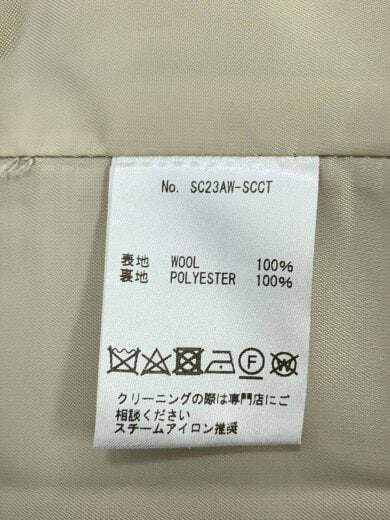 No. SC23AW-SCCT
表地 WOOL 100%
裏地 POLYESTER 100%
F W
クリーニングの際は専門店にご
相談ください
スチームアイロン推奨